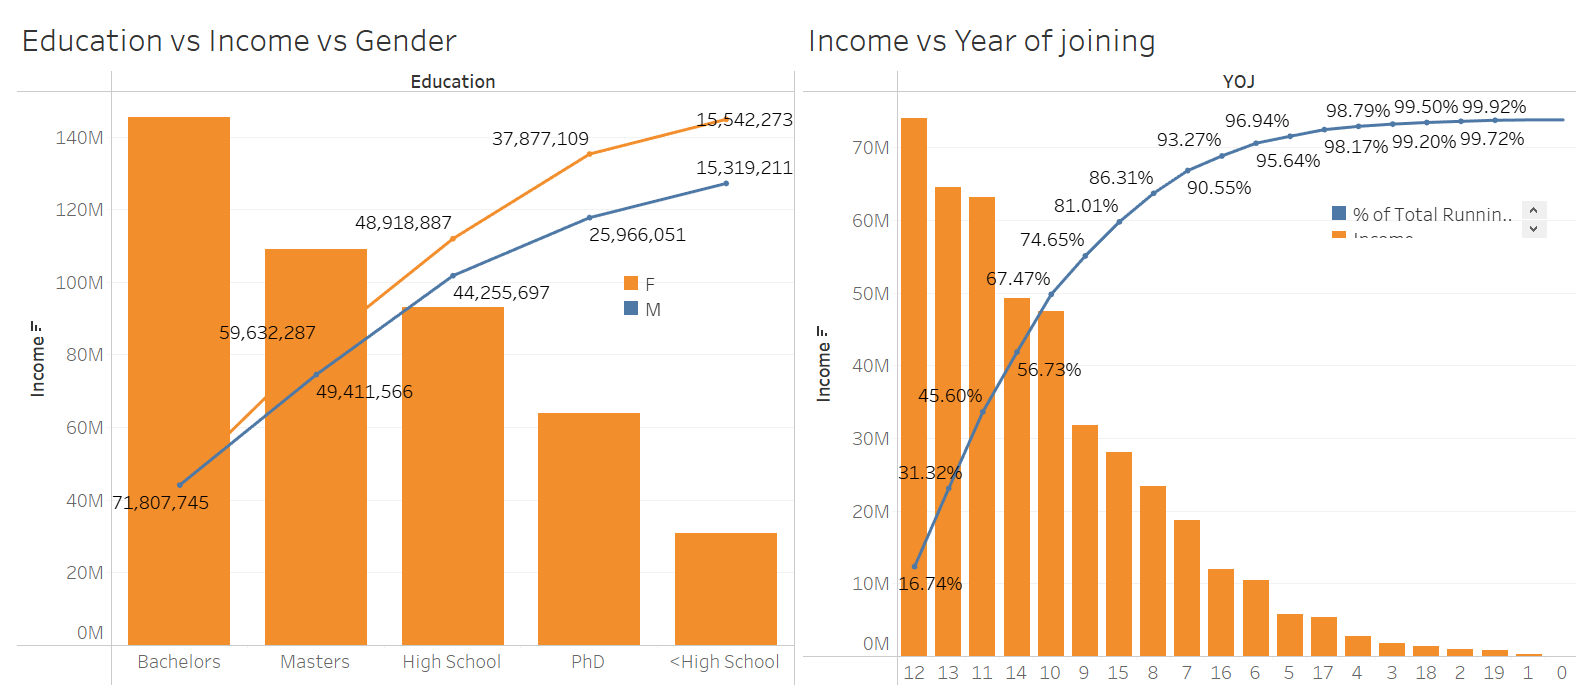 Education vs Income vs Gender
Education
Income
140M
120M
100M
80M
60M
40M
20M
0M
15,542,273
37,877,109
15,319,211
48,918,887
25,966,051
44,255,697
59,632,287
49,411,566
71,807,745
F
M
Bachelors
Masters
High School
PhD
<High School
Income vs Year of joining
YOJ
Income
70M
60M
50M
40M
30M
20M
10M
0M
16.74%
31.32%
45.60%
56.73%
67.47%
74.65%
81.01%
86.31%
90.55%
93.27%
95.64%
96.94%
98.17%
98.79%
99.20%
99.50%
99.72%
99.92%
% of Total Runnin..
Income
12 13 11 14 10 9 15 8 7 16 6 5 17 4 3 18 2 19 1 0